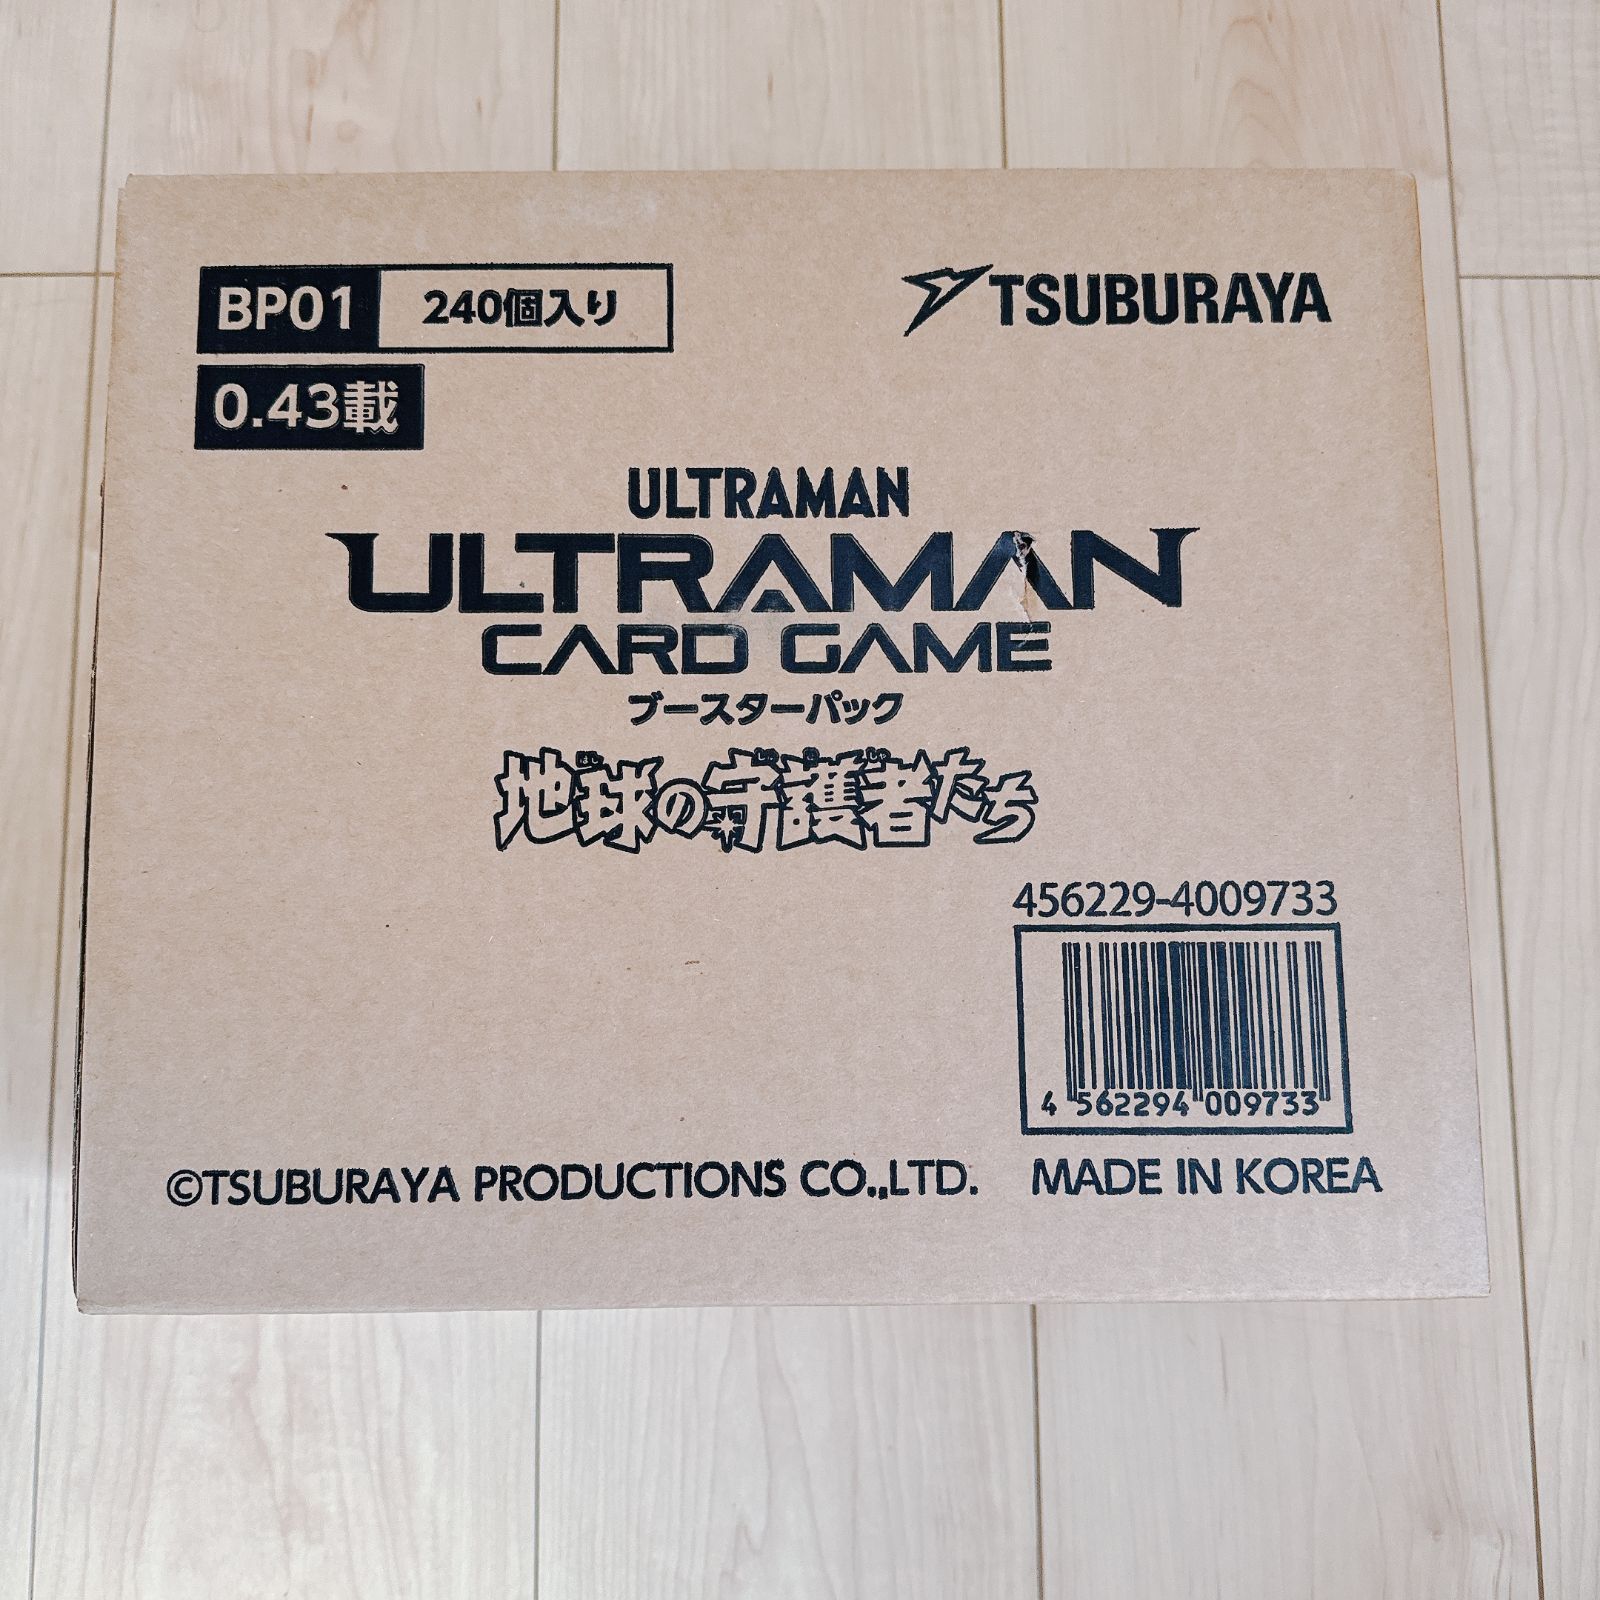 BP01 240個入り
TSUBURAYA
0.43載
ULTRAMAN
ULTRAMAN
CARD GAME
ブースターパック
地球の守護者たち
456229-4009733
4 562294 009733
©TSUBURAYA PRODUCTIONS CO.,LTD. MADE IN KOREA